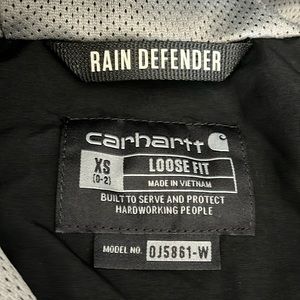 RAIN DEFENDER
carhartt
XS LOOSE FIT
(0-2) MADE IN VIETNAM
BUILT TO SERVE AND PROTECT
HARDWORKING PEOPLE
MODEL NO. OJ5861-W